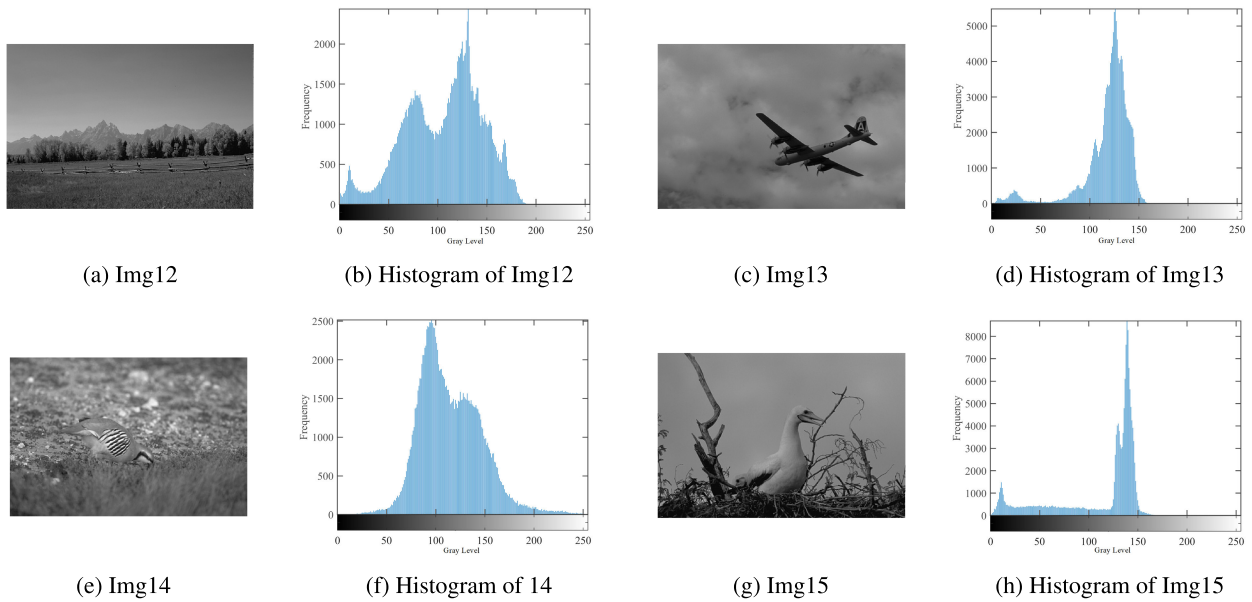 2000
1500
1000
500
0
Frequency
0 50 100 150 200 250
Gray Level
5000
4000
3000
2000
1000
0
Frequency
0 50 100 150 200 250
Gray Level
(a) Img12
(b) Histogram of Img12
(c) Img13
(d) Histogram of Img13
2500
2000
1500
1000
500
0
Frequency
0 50 100 150 200 250
Gray Level
8000
7000
6000
5000
4000
3000
2000
1000
0
Frequency
0 50 100 150 200 250
Gray Level
(e) Img14
(f) Histogram of 14
(g) Img15
(h) Histogram of Img15